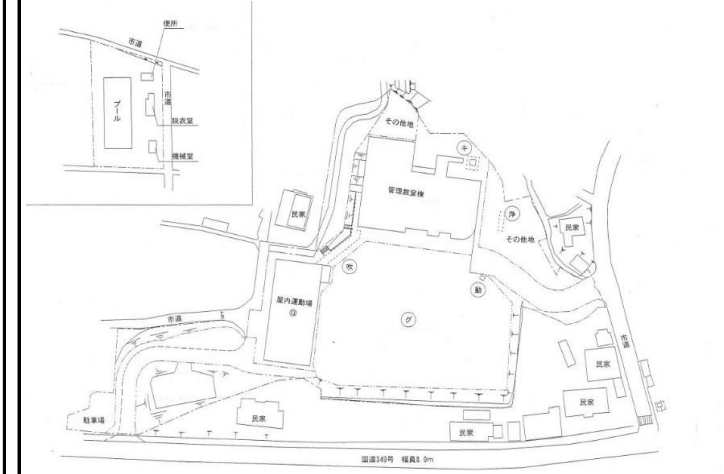 便所
市道
市道
プール
脱衣室
機械室
その他地
キ
管理教室棟
浄
民家
その他地
民家
吹
動
屋内運動場
⑬
グ
市道
市道
民家
民家
駐車場
民家
民家
国道349号 幅員8.0m